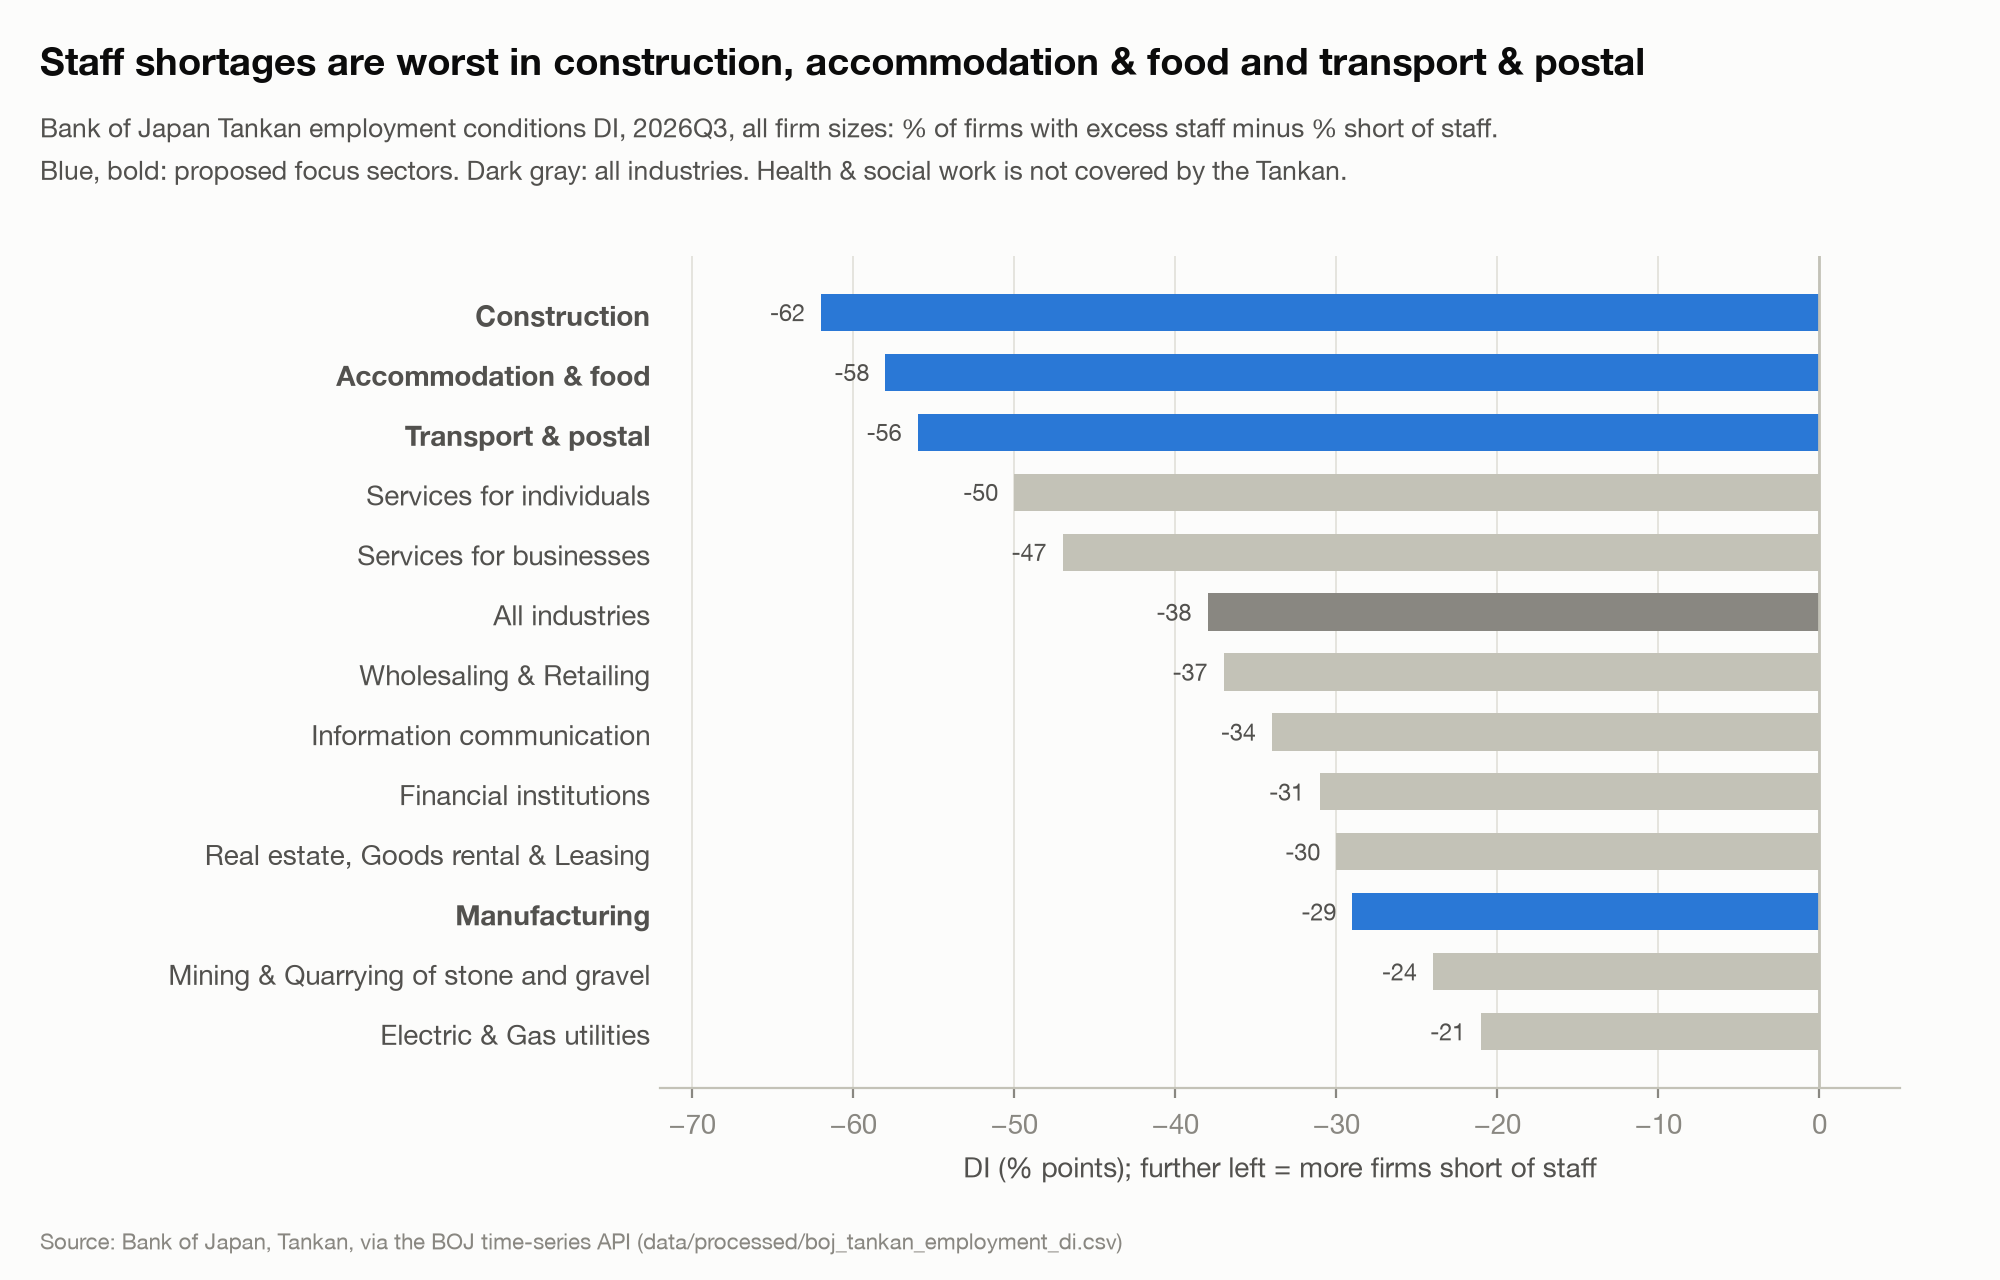 Staff shortages are worst in construction, accommodation & food and transport & postal
Bank of Japan Tankan employment conditions DI, 2026Q3, all firm sizes: % of firms with excess staff minus % short of staff.
Blue, bold: proposed focus sectors. Dark gray: all industries. Health & social work is not covered by the Tankan.
Construction -62
Accommodation & food -58
Transport & postal -56
Services for individuals -50
Services for businesses -47
All industries -38
Wholesaling & Retailing -37
Information communication -34
Financial institutions -31
Real estate, Goods rental & Leasing -30
Manufacturing -29
Mining & Quarrying of stone and gravel -24
Electric & Gas utilities -21
−70 −60 −50 −40 −30 −20 −10 0
DI (% points); further left = more firms short of staff
Source: Bank of Japan, Tankan, via the BOJ time-series API (data/processed/boj_tankan_employment_di.csv)